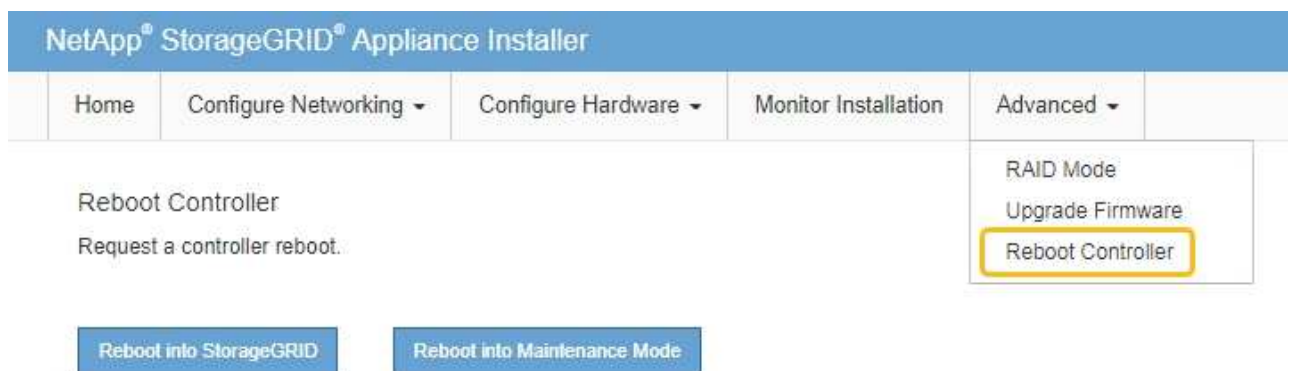 NetApp® StorageGRID® Appliance Installer
Home Configure Networking Configure Hardware Monitor Installation Advanced
RAID Mode
Upgrade Firmware
Reboot Controller
Reboot Controller
Request a controller reboot.
Reboot into StorageGRID Reboot into Maintenance Mode